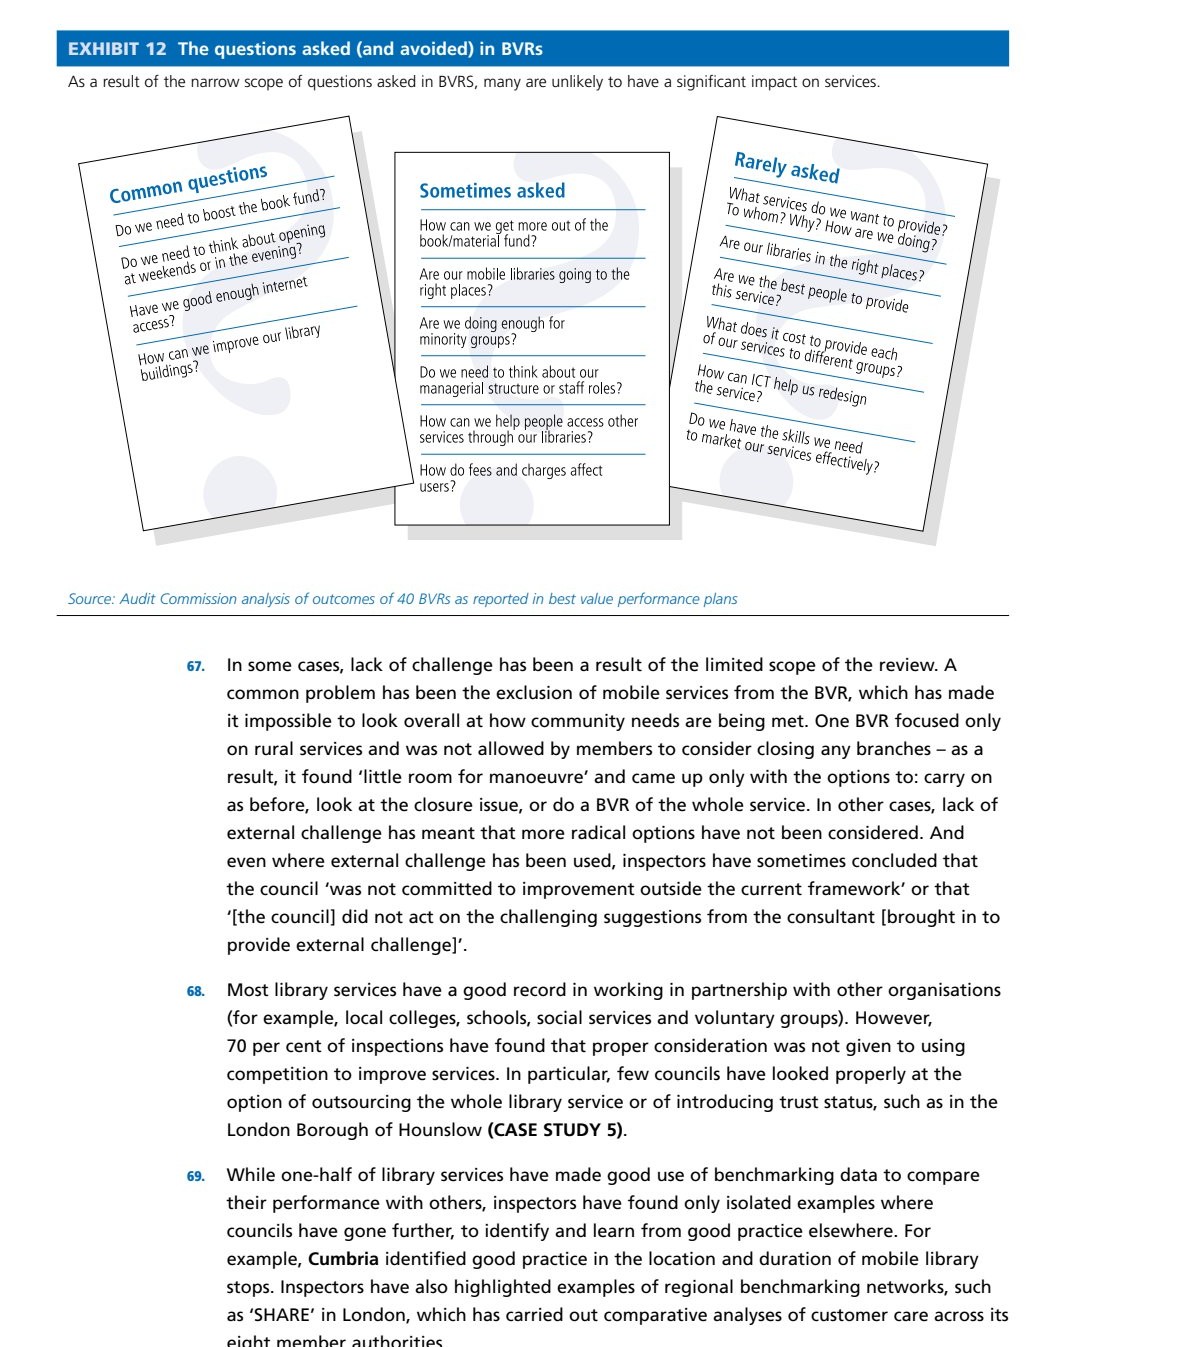 EXHIBIT 12 The questions asked (and avoided) in BVRs
As a result of the narrow scope of questions asked in BVRS, many are unlikely to have a significant impact on services.
Common questions
Do we need to boost the book fund?
Do we need to think about opening
at weekends or in the evening?
Have we good enough internet
access?
How can we improve our library
buildings?
Sometimes asked
How can we get more out of the
book/material fund?
Are our mobile libraries going to the
right places?
Are we doing enough for
minority groups?
Do we need to think about our
managerial structure or staff roles?
How can we help people access other
services through our libraries?
How do fees and charges affect
users?
Rarely asked
What services do we want to provide?
To whom? Why? How are we doing?
Are our libraries in the right places?
Are we the best people to provide
this service?
What does it cost to provide each
of our services to different groups?
How can ICT help us redesign
the service?
Do we have the skills we need
to market our services effectively?
Source: Audit Commission analysis of outcomes of 40 BVRs as reported in best value performance plans
67. In some cases, lack of challenge has been a result of the limited scope of the review. A
common problem has been the exclusion of mobile services from the BVR, which has made
it impossible to look overall at how community needs are being met. One BVR focused only
on rural services and was not allowed by members to consider closing any branches – as a
result, it found ‘little room for manoeuvre’ and came up only with the options to: carry on
as before, look at the closure issue, or do a BVR of the whole service. In other cases, lack of
external challenge has meant that more radical options have not been considered. And
even where external challenge has been used, inspectors have sometimes concluded that
the council ‘was not committed to improvement outside the current framework’ or that
‘[the council] did not act on the challenging suggestions from the consultant [brought in to
provide external challenge]’.
68. Most library services have a good record in working in partnership with other organisations
(for example, local colleges, schools, social services and voluntary groups). However,
70 per cent of inspections have found that proper consideration was not given to using
competition to improve services. In particular, few councils have looked properly at the
option of outsourcing the whole library service or of introducing trust status, such as in the
London Borough of Hounslow (CASE STUDY 5).
69. While one-half of library services have made good use of benchmarking data to compare
their performance with others, inspectors have found only isolated examples where
councils have gone further, to identify and learn from good practice elsewhere. For
example, Cumbria identified good practice in the location and duration of mobile library
stops. Inspectors have also highlighted examples of regional benchmarking networks, such
as ‘SHARE’ in London, which has carried out comparative analyses of customer care across its
eight member authorities.